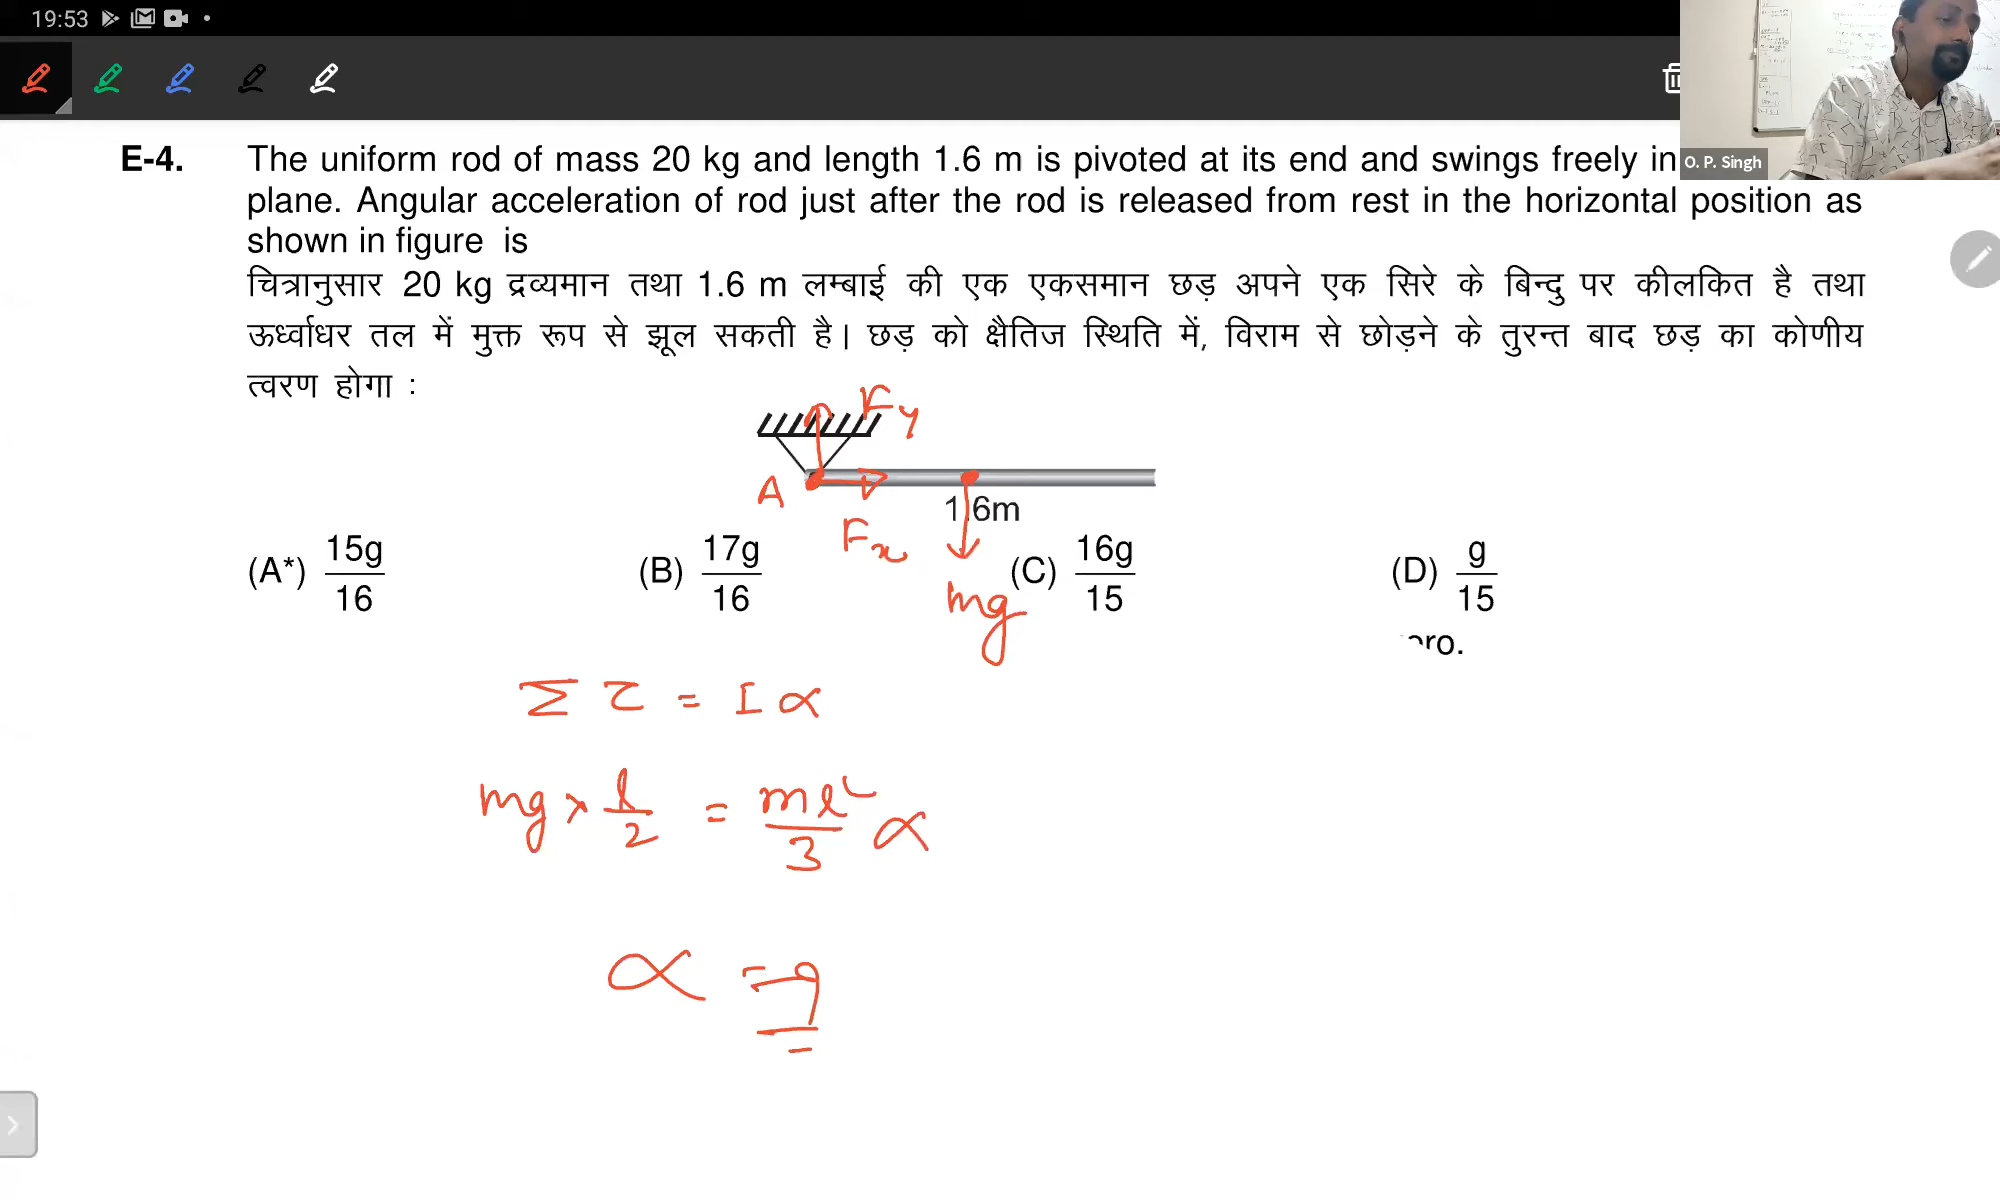 19:53
O. P. Singh
E-4. The uniform rod of mass 20 kg and length 1.6 m is pivoted at its end and swings freely in
plane. Angular acceleration of rod just after the rod is released from rest in the horizontal position as
shown in figure is
चित्रानुसार 20 kg द्रव्यमान तथा 1.6 m लम्बाई की एक एकसमान छड़ अपने एक सिरे के बिन्दु पर कीलकित है तथा
ऊर्ध्वाधर तल में मुक्त रूप से झूल सकती है। छड़ को क्षैतिज स्थिति में, विराम से छोड़ने के तुरन्त बाद छड़ का कोणीय
त्वरण होगा :
Fy
A
1.6m
Fx
mg
(A*) 15g/16 (B) 17g/16 (C) 16g/15 (D) g/15
Σ τ = I α
mg × l/2 = ml²/3 α
α = g